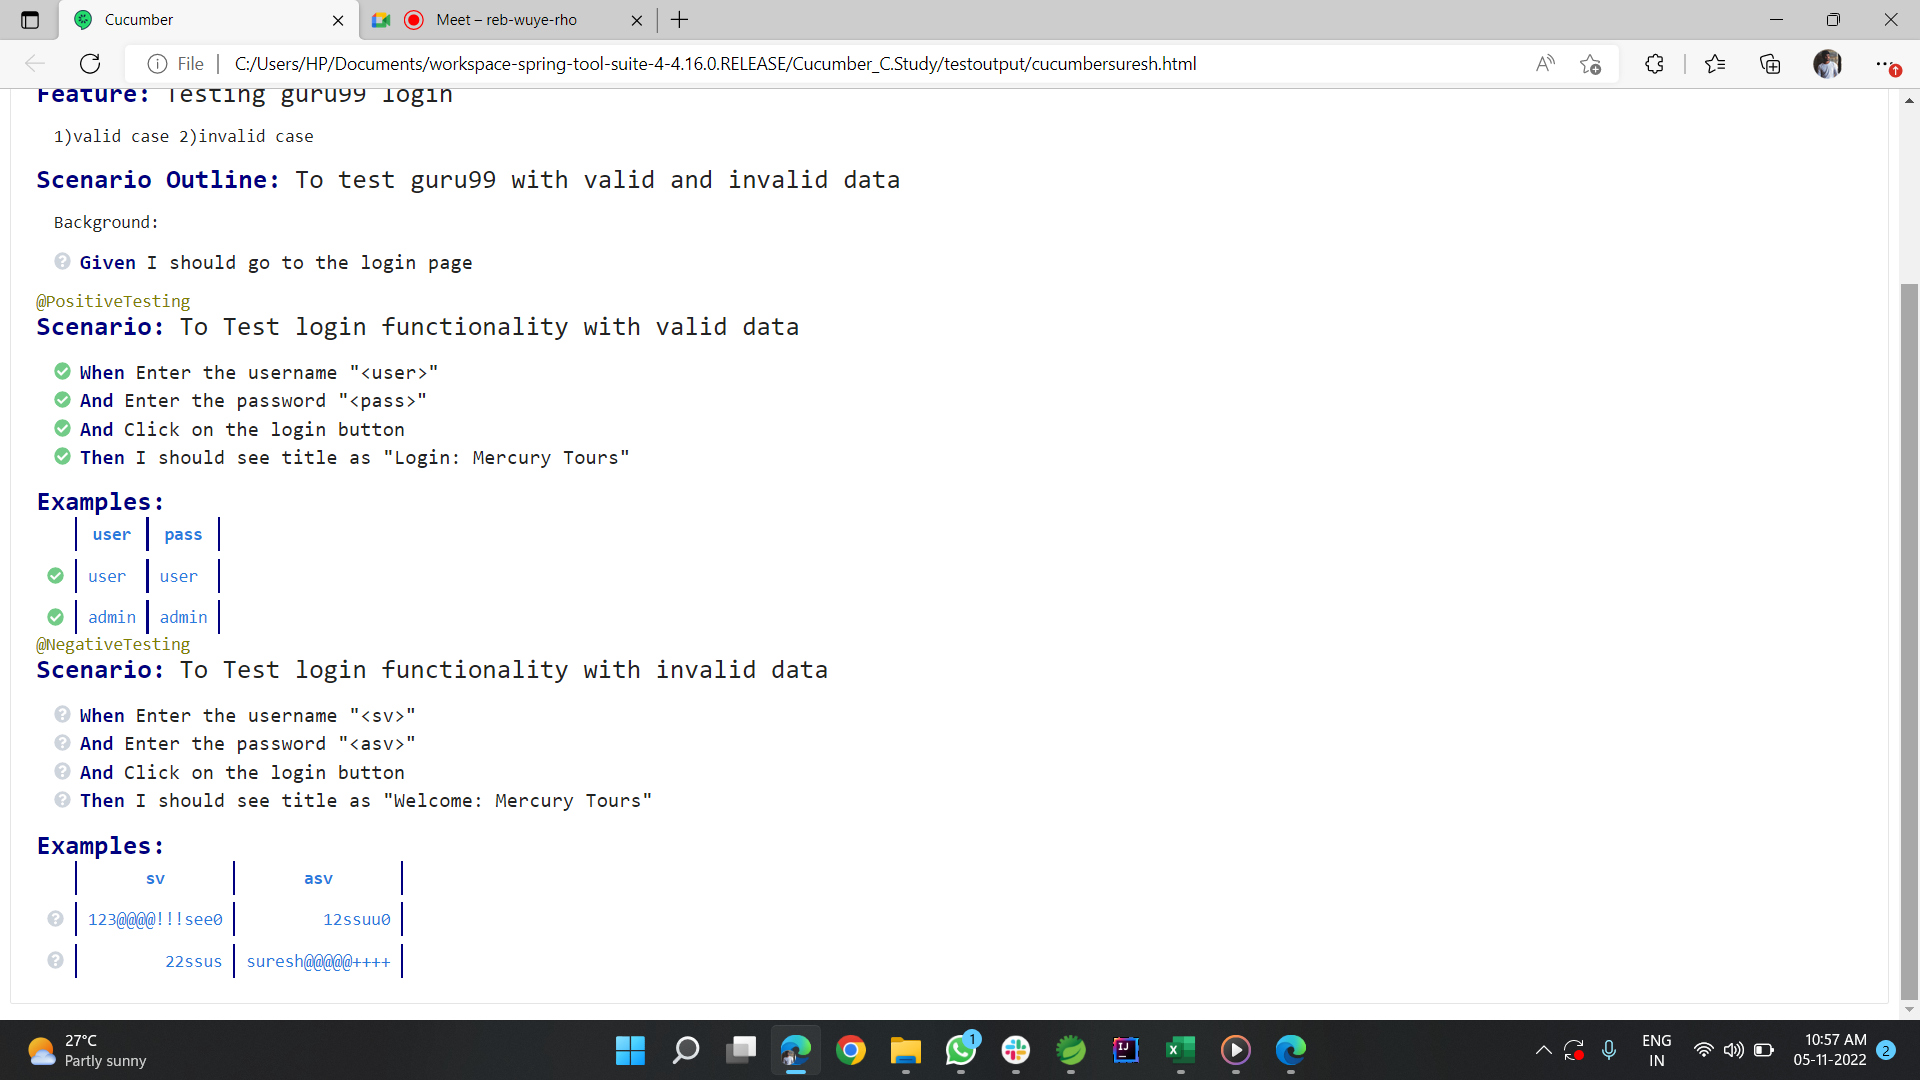 Cucumber
Meet – reb-wuye-rho
File
C:/Users/HP/Documents/workspace-spring-tool-suite-4-4.16.0.RELEASE/Cucumber_C.Study/testoutput/cucumbersuresh.html
Feature: Testing guru99 login
1)valid case 2)invalid case
Scenario Outline: To test guru99 with valid and invalid data
Background:
Given I should go to the login page
@PositiveTesting
Scenario: To Test login functionality with valid data
When Enter the username "<user>"
And Enter the password "<pass>"
And Click on the login button
Then I should see title as "Login: Mercury Tours"
Examples:
user pass
user user
admin admin
@NegativeTesting
Scenario: To Test login functionality with invalid data
When Enter the username "<sv>"
And Enter the password "<asv>"
And Click on the login button
Then I should see title as "Welcome: Mercury Tours"
Examples:
sv asv
123@@@@!!!see0 12ssuu0
22ssus suresh@@@@@++++
27°C
Partly sunny
1
ENG
IN
10:57 AM
05-11-2022
2